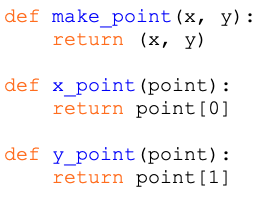 def make_point(x, y):
    return (x, y)

def x_point(point):
    return point[0]

def y_point(point):
    return point[1]